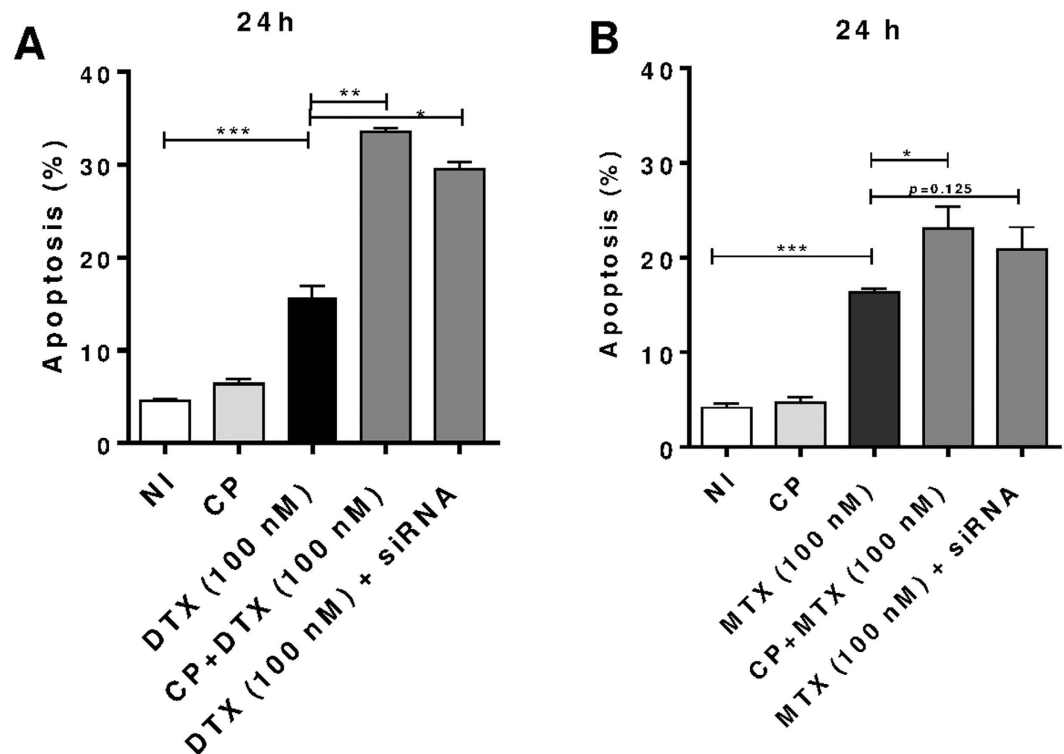 A
24h
Apoptosis (%)
40
30
20
10
0
***
**
*
NI
CP
DTX (100 nM)
CP+DTX (100 nM)
DTX (100 nM) + siRNA
B
24 h
Apoptosis (%)
40
30
20
10
0
***
*
p=0.125
NI
CP
MTX (100 nM)
CP+MTX (100 nM)
MTX (100 nM) + siRNA